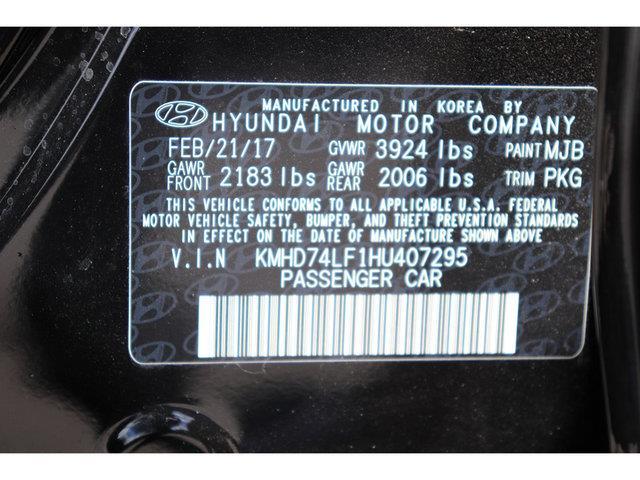 MANUFACTURED IN KOREA BY
HYUNDAI MOTOR COMPANY
FEB/21/17 GVWR 3924 lbs PAINT MJB
GAWR FRONT 2183 lbs GAWR REAR 2006 lbs TRIM PKG
THIS VEHICLE CONFORMS TO ALL APPLICABLE U.S.A. FEDERAL
MOTOR VEHICLE SAFETY, BUMPER, AND THEFT PREVENTION STANDARDS
IN EFFECT ON THE DATE OF MANUFACTURE SHOWN ABOVE
V.I.N KMHD74LF1HU407295
PASSENGER CAR